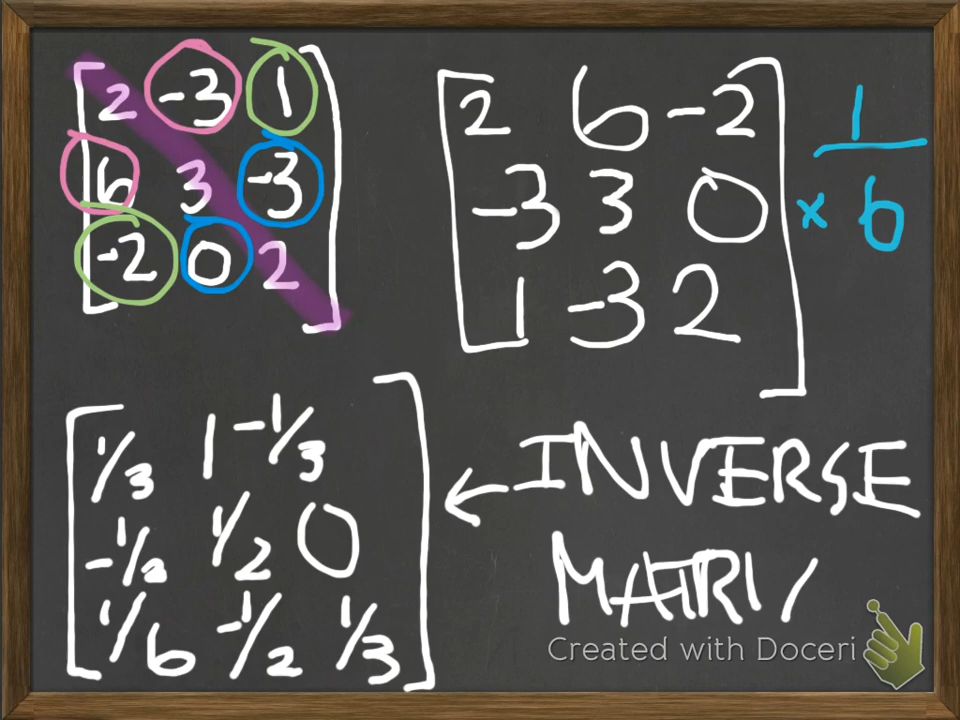 2 -3 1
6 3 -3
-2 0 2
2 6 -2
-3 3 0
1 -3 2
× 1/6
1/3 1 -1/3
-1/2 1/2 0
1/6 -1/2 1/3
← INVERSE
MATRI
Created with Doceri